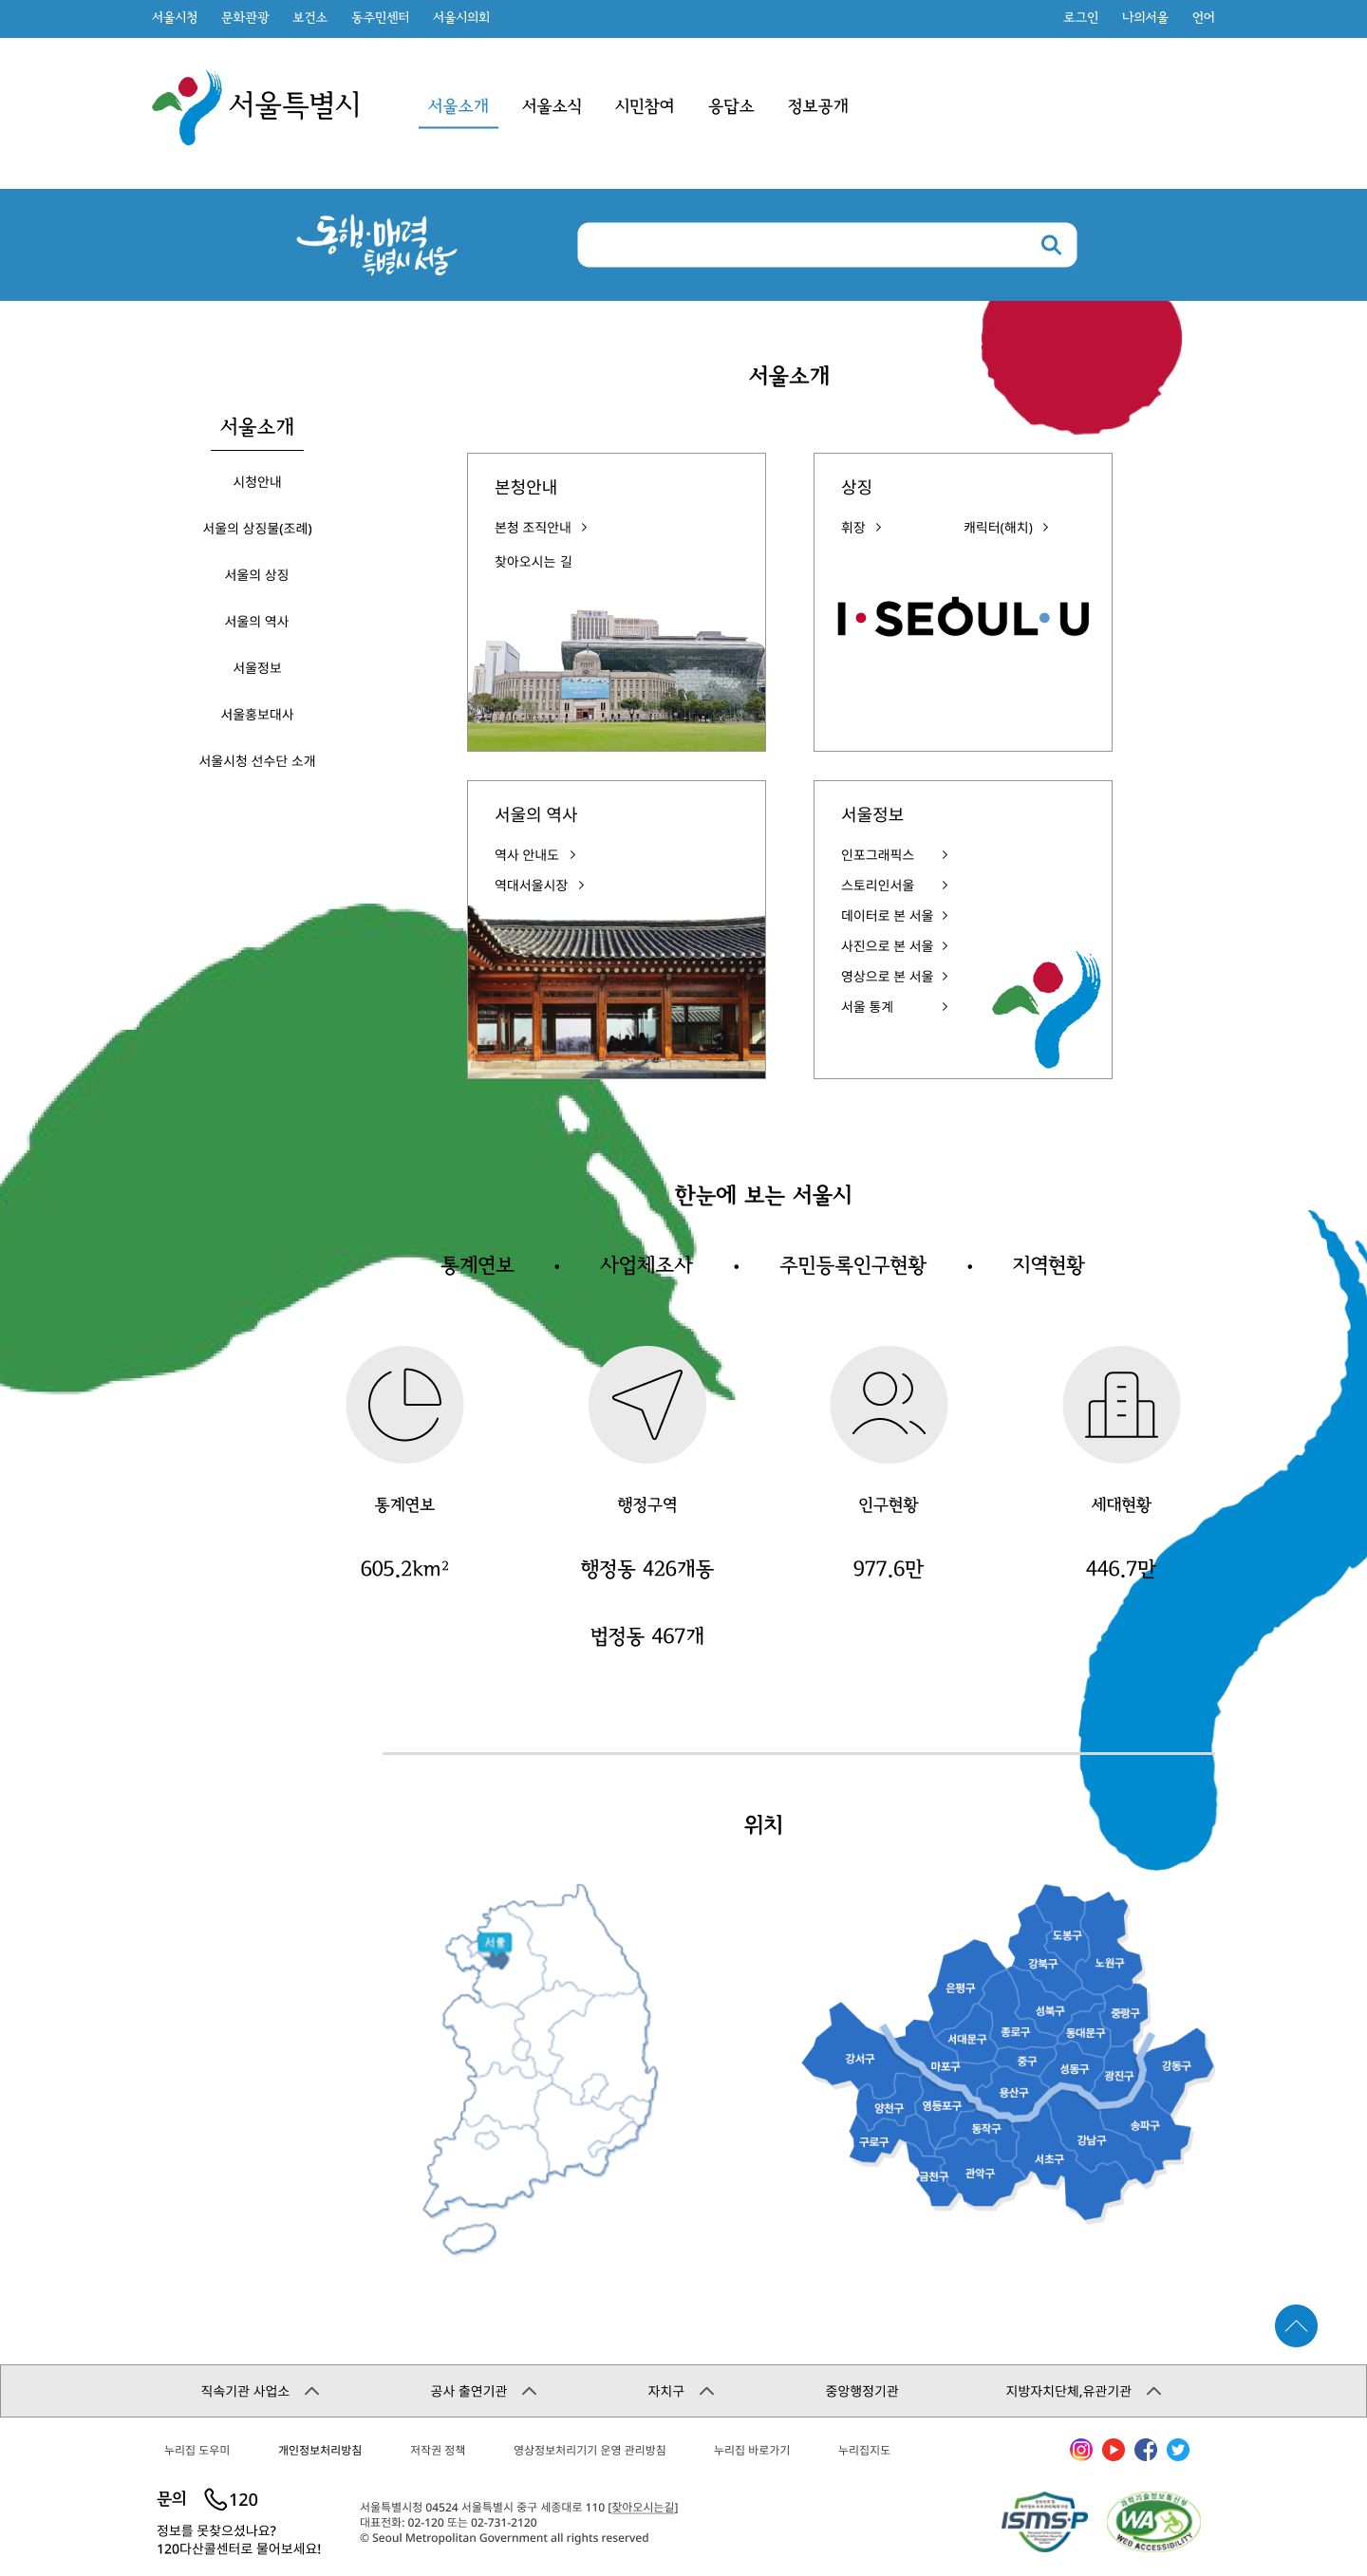 서울시청 문화관광 보건소 동주민센터 서울시의회 로그인 나의서울 언어
서울특별시
서울소개 서울소식 시민참여 응답소 정보공개
동행·매력
특별시 서울
서울소개
서울소개
시청안내
서울의 상징물(조례)
서울의 상징
서울의 역사
서울정보
서울홍보대사
서울시청 선수단 소개
본청안내
본청 조직안내
찾아오시는 길
상징
휘장 캐릭터(해치)
I·SEOUL·U
서울의 역사
역사 안내도
역대서울시장
서울정보
인포그래픽스
스토리인서울
데이터로 본 서울
사진으로 본 서울
영상으로 본 서울
서울 통계
한눈에 보는 서울시
통계연보 • 사업체조사 • 주민등록인구현황 • 지역현황
통계연보 행정구역 인구현황 세대현황
605.2km² 행정동 426개동 977.6만 446.7만
법정동 467개
위치
서울
도봉구
강북구 노원구
은평구
성북구 중랑구
서대문구 종로구 동대문구
강서구 마포구 중구 성동구 광진구 강동구
양천구 영등포구 용산구
구로구 동작구 강남구 송파구
금천구 관악구 서초구
직속기관 사업소 공사 출연기관 자치구 중앙행정기관 지방자치단체,유관기관
누리집 도우미 개인정보처리방침 저작권 정책 영상정보처리기기 운영 관리방침 누리집 바로가기 누리집지도
문의 120
정보를 못찾으셨나요?
120다산콜센터로 물어보세요!
서울특별시청 04524 서울특별시 중구 세종대로 110 [찾아오시는길]
대표전화: 02-120 또는 02-731-2120
© Seoul Metropolitan Government all rights reserved
ISMS-P
과학기술정보통신부
WA
WEB ACCESSIBILITY